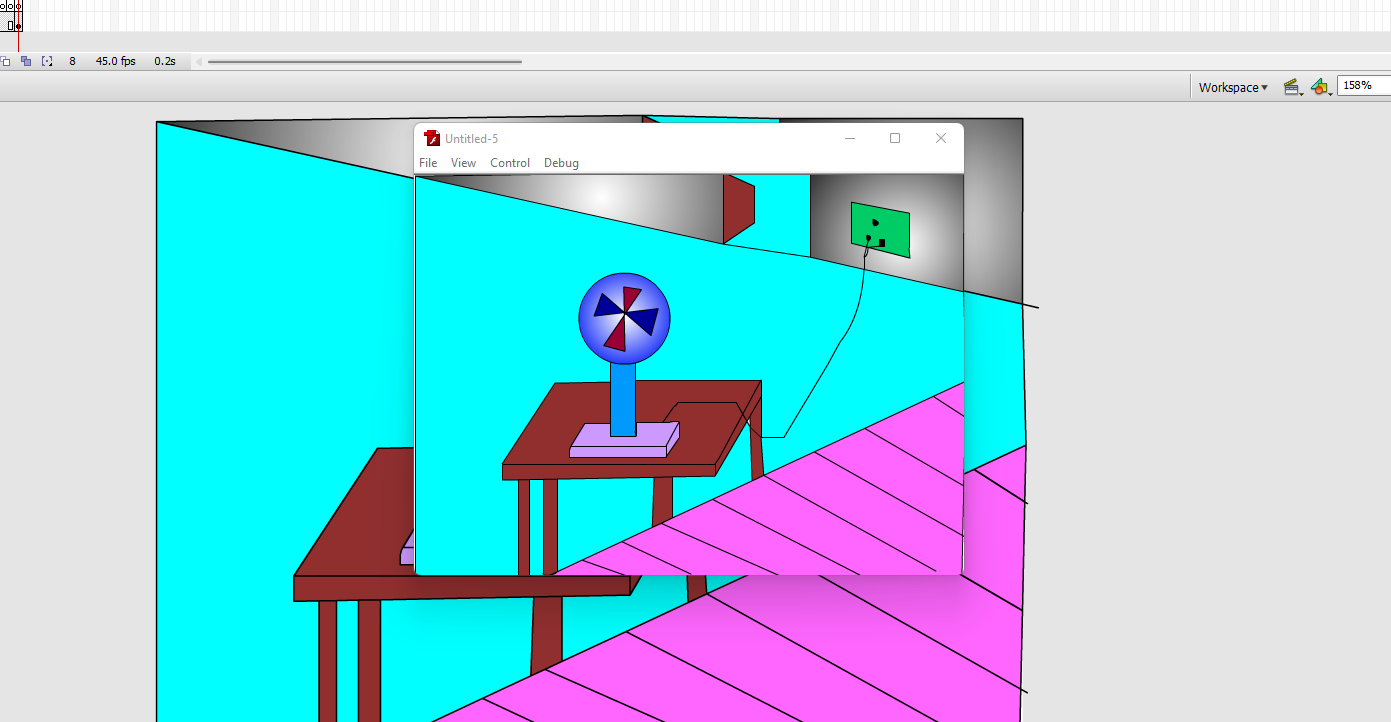 8 45.0 fps 0.2s
Workspace 158%
Untitled-5
File View Control Debug